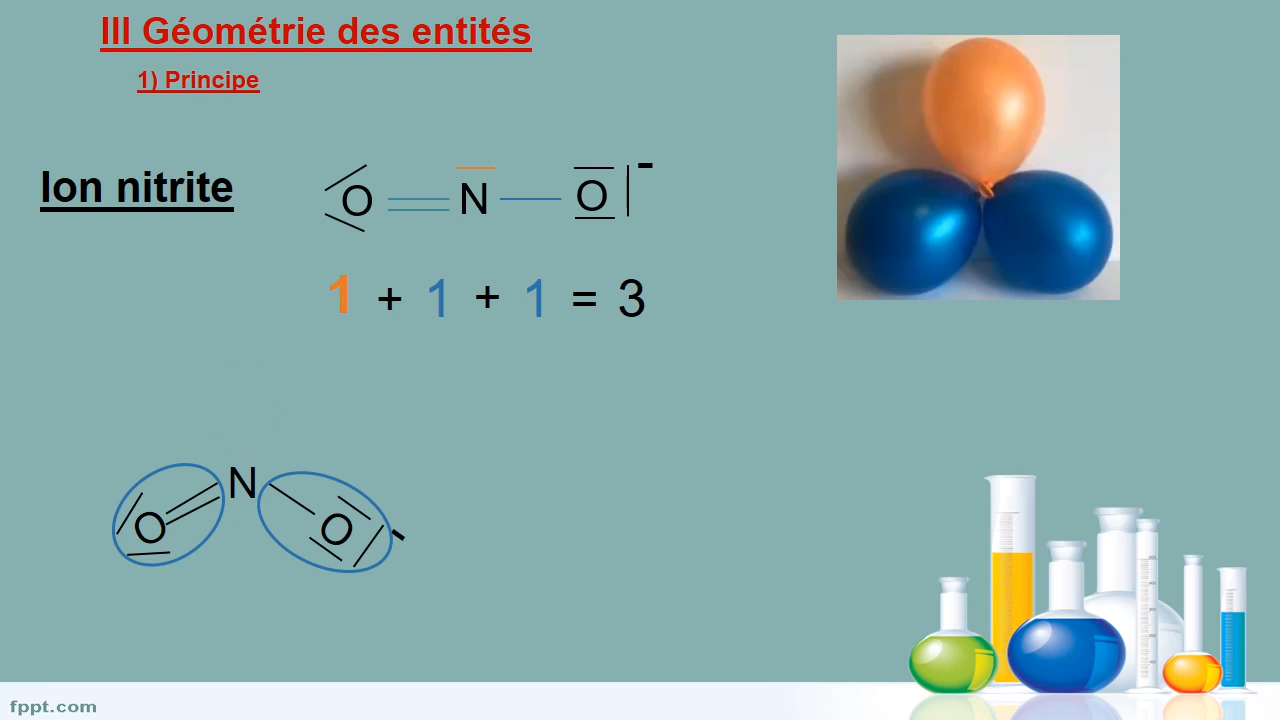 III Géométrie des entités
1) Principe
Ion nitrite
O N O -
1 + 1 + 1 = 3
N
O O -
fppt.com